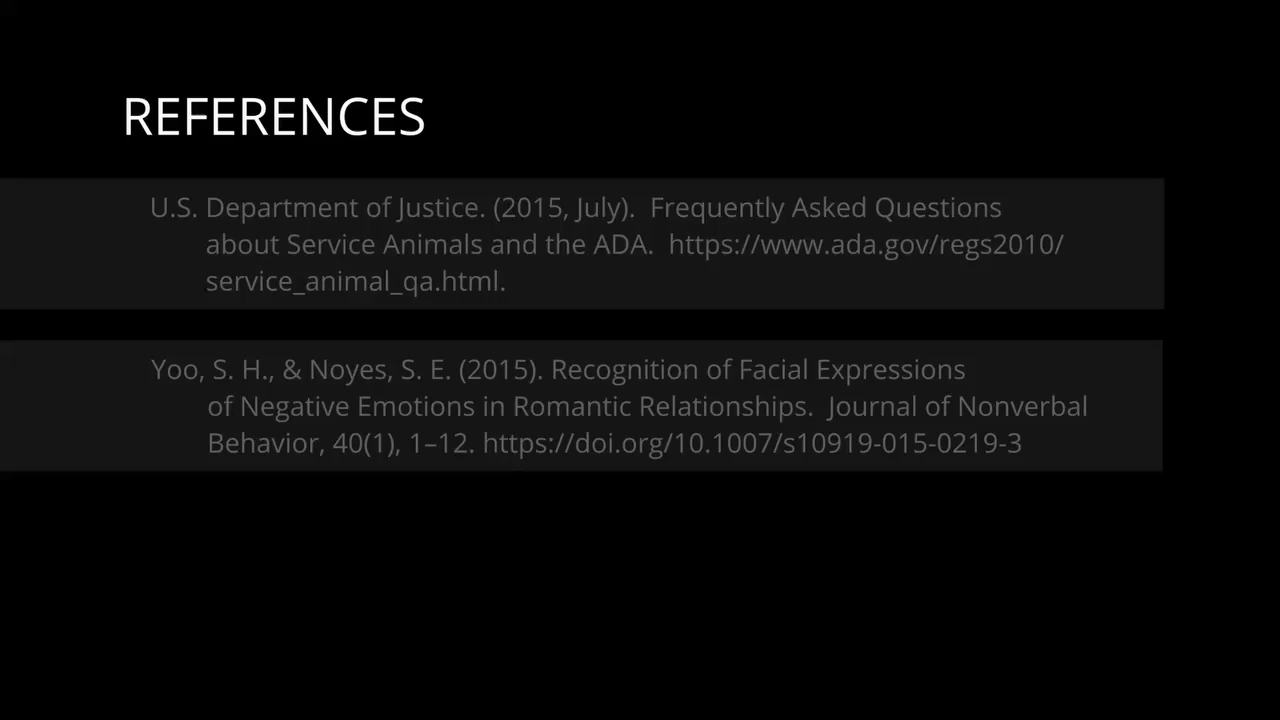 REFERENCES
U.S. Department of Justice. (2015, July).  Frequently Asked Questions
about Service Animals and the ADA.  https://www.ada.gov/regs2010/
service_animal_qa.html.
Yoo, S. H., & Noyes, S. E. (2015). Recognition of Facial Expressions
of Negative Emotions in Romantic Relationships.  Journal of Nonverbal
Behavior, 40(1), 1–12. https://doi.org/10.1007/s10919-015-0219-3